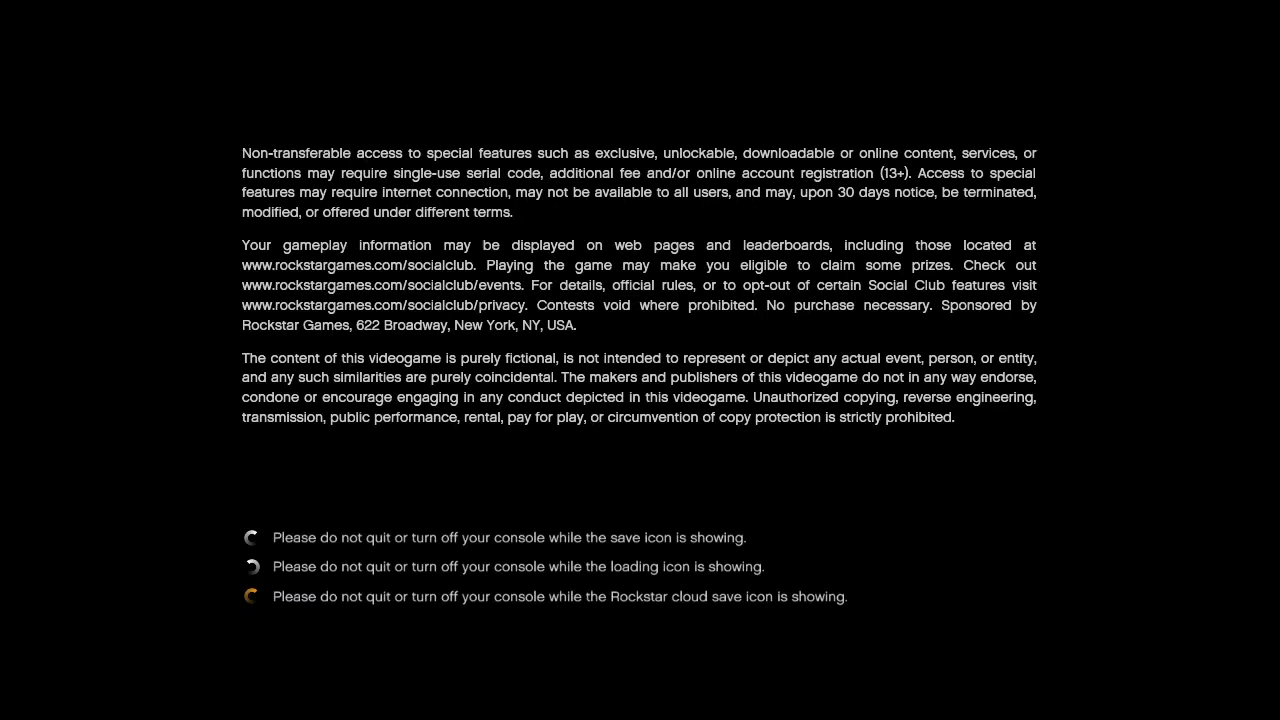 Non-transferable access to special features such as exclusive, unlockable, downloadable or online content, services, or
functions may require single-use serial code, additional fee and/or online account registration (13+). Access to special
features may require internet connection, may not be available to all users, and may, upon 30 days notice, be terminated,
modified, or offered under different terms.
Your gameplay information may be displayed on web pages and leaderboards, including those located at
www.rockstargames.com/socialclub. Playing the game may make you eligible to claim some prizes. Check out
www.rockstargames.com/socialclub/events. For details, official rules, or to opt-out of certain Social Club features visit
www.rockstargames.com/socialclub/privacy. Contests void where prohibited. No purchase necessary. Sponsored by
Rockstar Games, 622 Broadway, New York, NY, USA.
The content of this videogame is purely fictional, is not intended to represent or depict any actual event, person, or entity,
and any such similarities are purely coincidental. The makers and publishers of this videogame do not in any way endorse,
condone or encourage engaging in any conduct depicted in this videogame. Unauthorized copying, reverse engineering,
transmission, public performance, rental, pay for play, or circumvention of copy protection is strictly prohibited.
Please do not quit or turn off your console while the save icon is showing.
Please do not quit or turn off your console while the loading icon is showing.
Please do not quit or turn off your console while the Rockstar cloud save icon is showing.